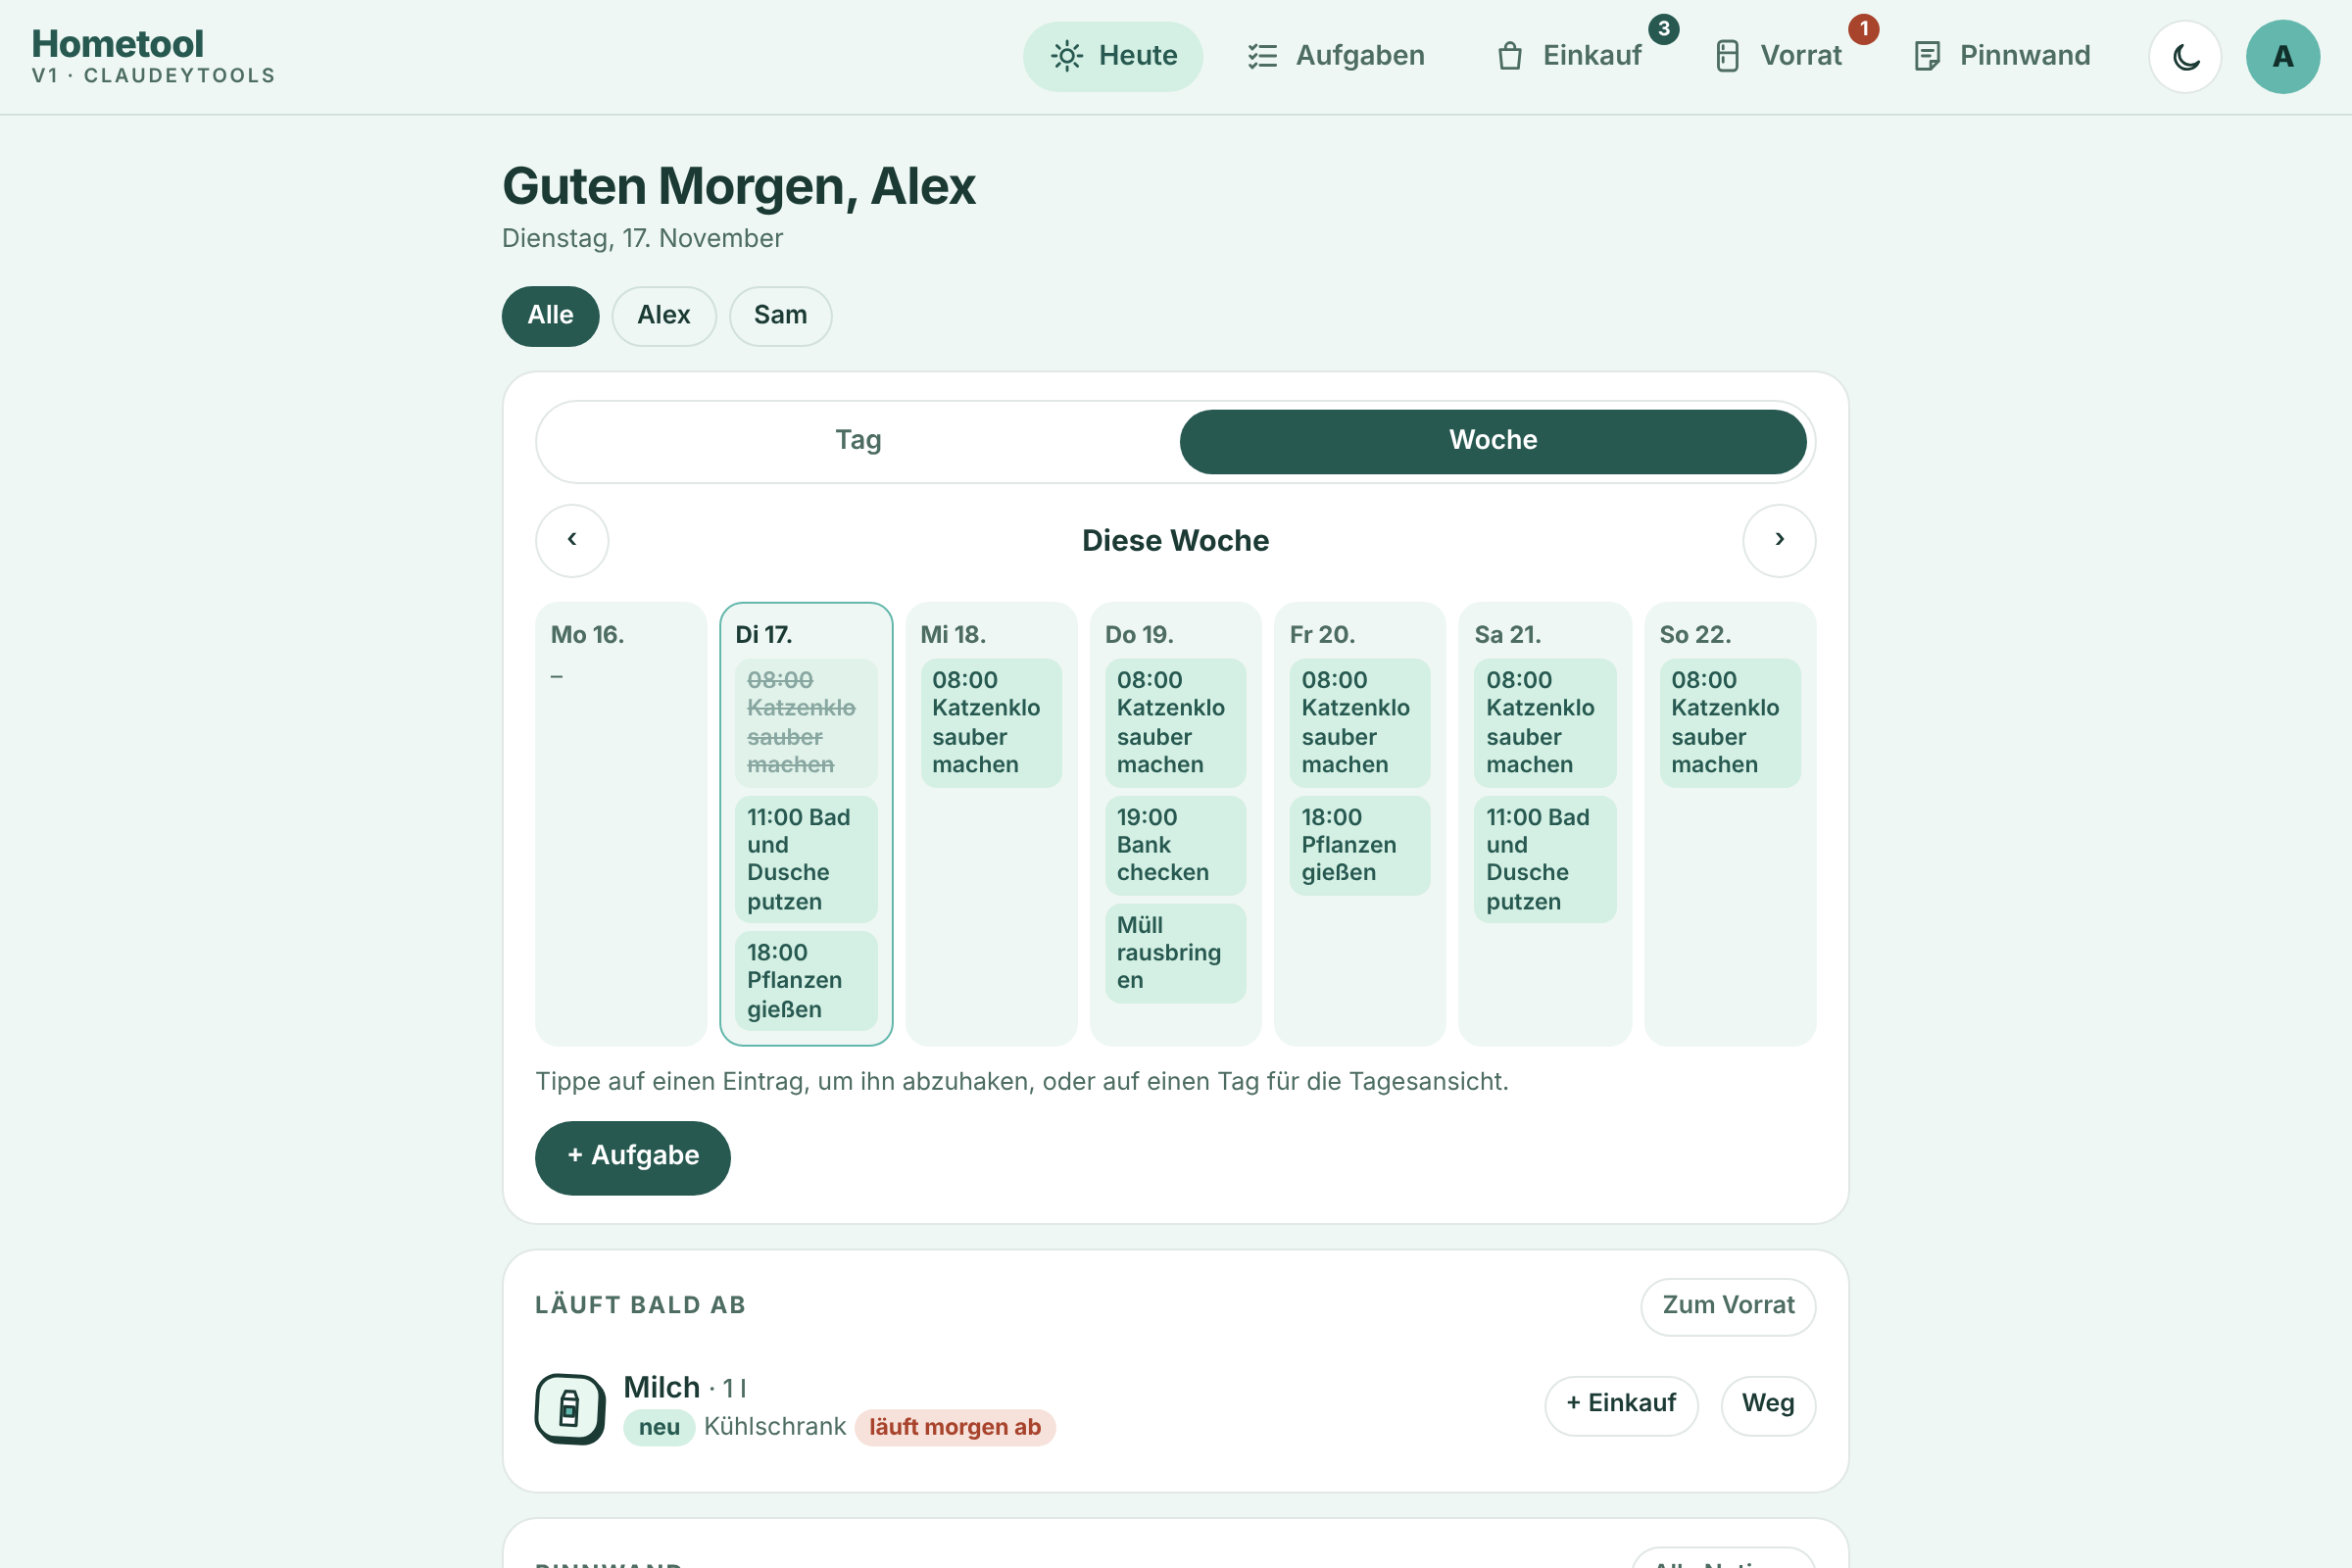 Hometool
V1 · CLAUDEYTOOLS
Heute
Aufgaben
Einkauf
3
Vorrat
1
Pinnwand
A
Guten Morgen, Alex
Dienstag, 17. November
Alle
Alex
Sam
Tag
Woche
‹
Diese Woche
›
Mo 16.
–
Di 17.
08:00
Katzenklo
sauber
machen
11:00 Bad
und
Dusche
putzen
18:00
Pflanzen
gießen
Mi 18.
08:00
Katzenklo
sauber
machen
Do 19.
08:00
Katzenklo
sauber
machen
19:00
Bank
checken
Müll
rausbring
en
Fr 20.
08:00
Katzenklo
sauber
machen
18:00
Pflanzen
gießen
Sa 21.
08:00
Katzenklo
sauber
machen
11:00 Bad
und
Dusche
putzen
So 22.
08:00
Katzenklo
sauber
machen
Tippe auf einen Eintrag, um ihn abzuhaken, oder auf einen Tag für die Tagesansicht.
+ Aufgabe
LÄUFT BALD AB
Zum Vorrat
Milch · 1 l
neu Kühlschrank läuft morgen ab
+ Einkauf
Weg
PINNWAND